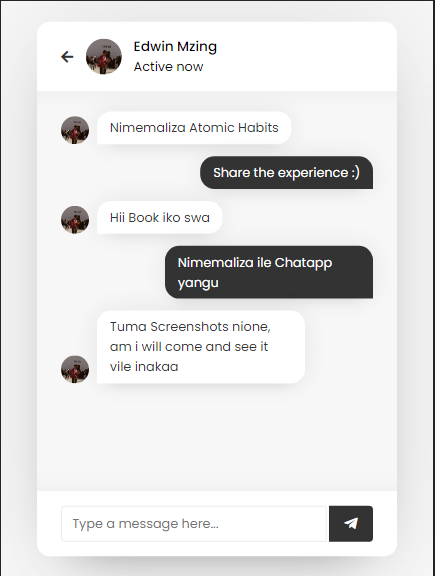 Edwin Mzing
Active now
Nimemaliza Atomic Habits
Share the experience :)
Hii Book iko swa
Nimemaliza ile Chatapp
yangu
Tuma Screenshots nione,
am i will come and see it
vile inakaa
Type a message here...